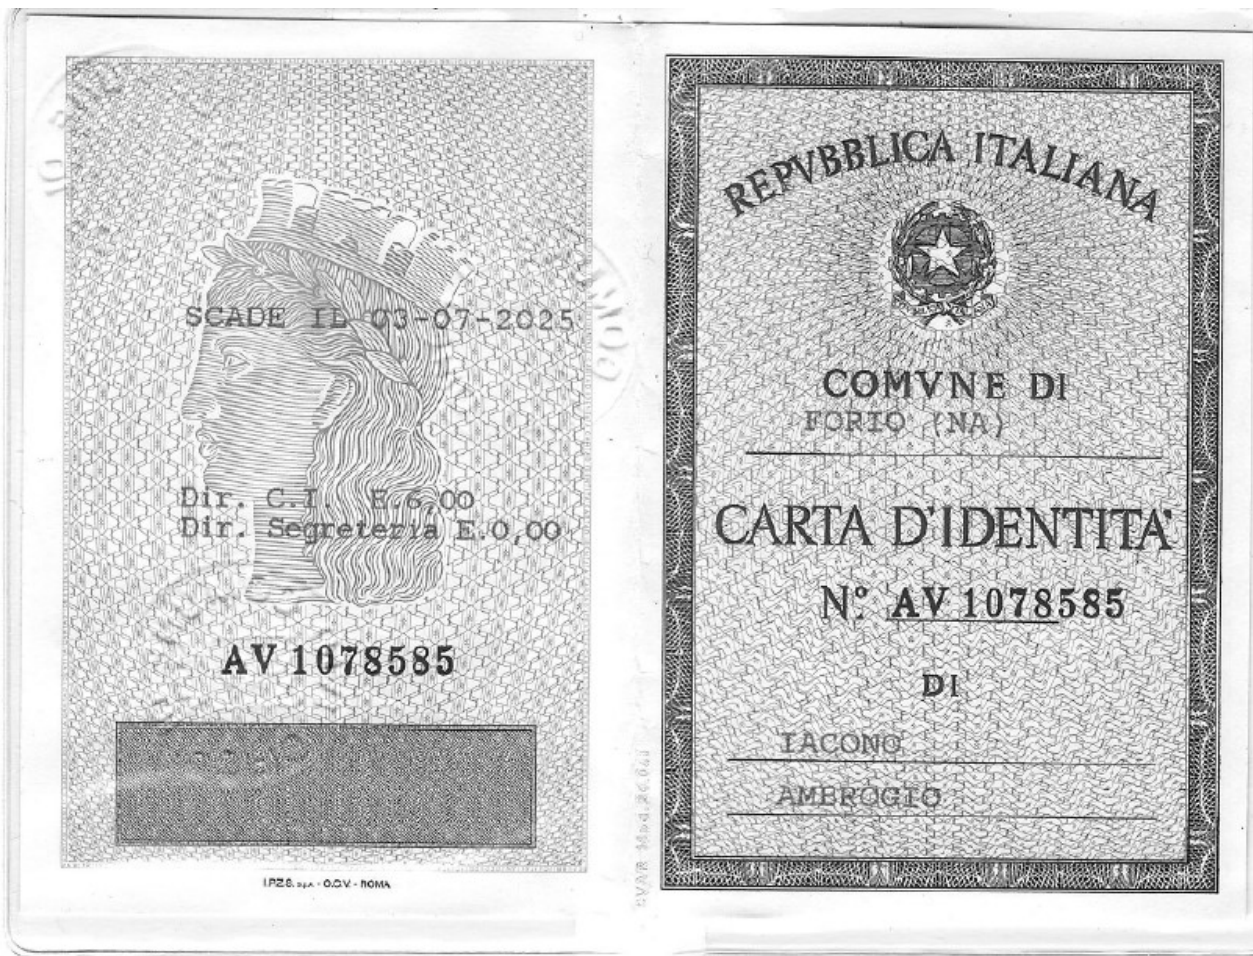 SCADE IL 03-07-2025
Dir. C.I. E.6,00
Dir. Segreteria E.0,00
AV 1078585
I.P.Z.S. S.p.A. - O.C.V. - ROMA
REPVBBLICA ITALIANA
COMVNE DI
FORIO (NA)
CARTA D'IDENTITA'
N° AV 1078585
DI
IACONO
AMBROGIO